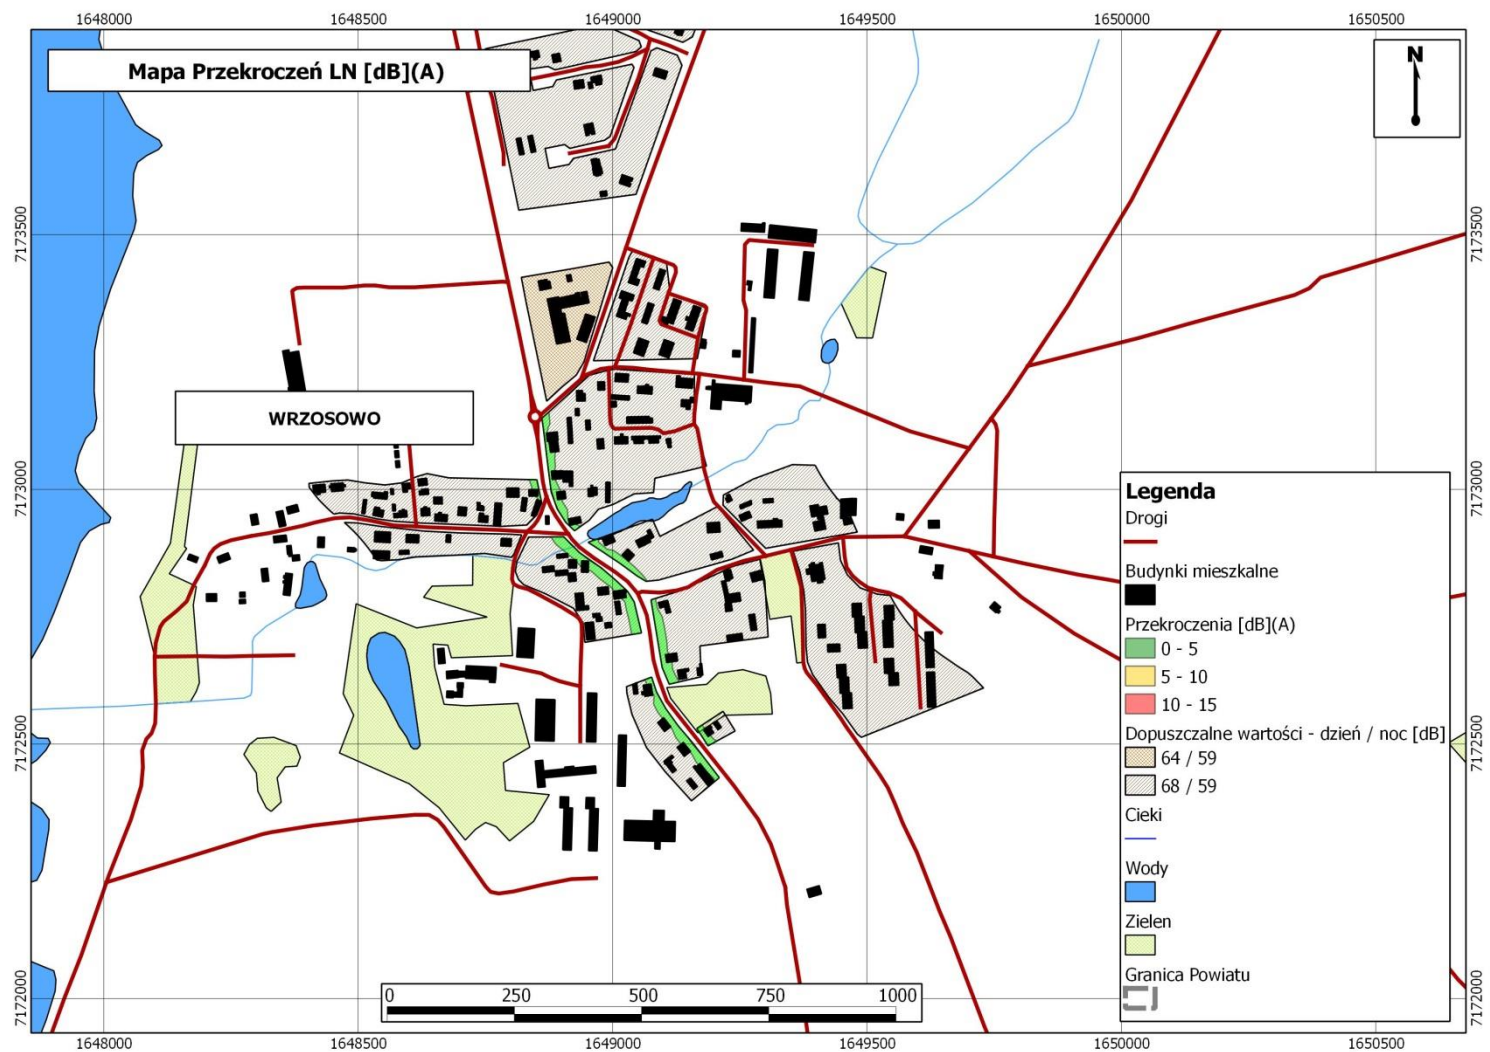 1648000 1648500 1649000 1649500 1650000 1650500
Mapa Przekroczeń LN [dB](A)
N
7173500 7173500
WRZOSOWO
7173000 7173000
Legenda
Drogi
Budynki mieszkalne
Przekroczenia [dB](A)
0 - 5
5 - 10
10 - 15
7172500 7172500
Dopuszczalne wartości - dzień / noc [dB]
64 / 59
68 / 59
Cieki
Wody
Zielen
Granica Powiatu
7172000 7172000
0 250 500 750 1000
1648000 1648500 1649000 1649500 1650000 1650500